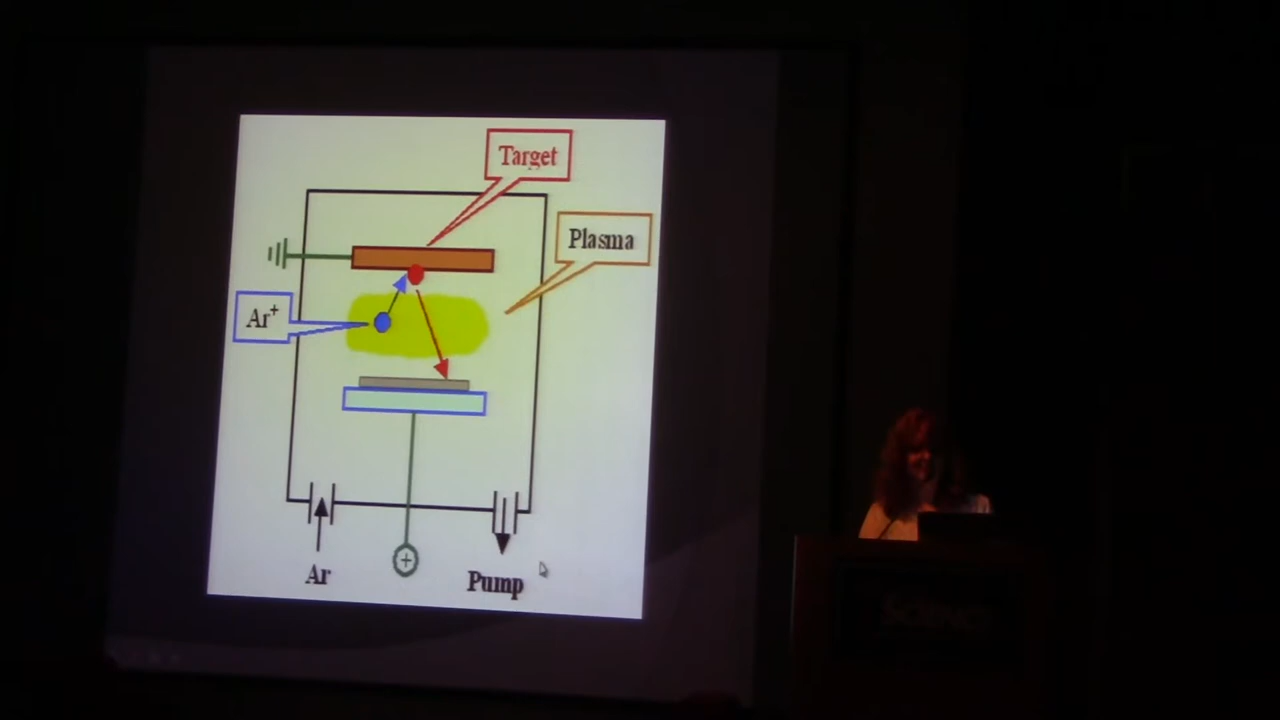 Target
Plasma
Ar⁺
+
Ar
Pump